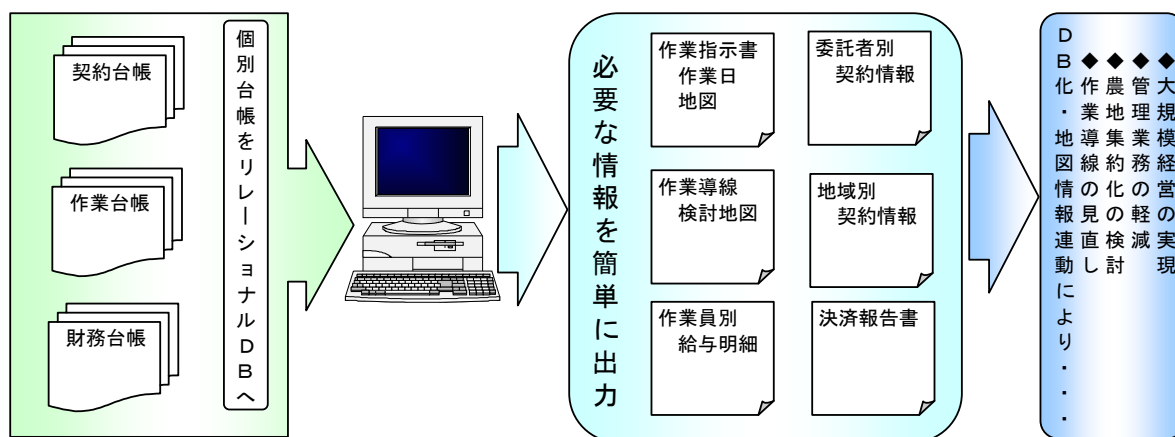 契約台帳
作業台帳
財務台帳
個別台帳をリレーショナルDBへ
必要な情報を簡単に出力
作業指示書
作業日
地図
委託者別
契約情報
作業導線
検討地図
地域別
契約情報
作業員別
給与明細
決済報告書
DB化・地図情報連動により・・・
◆作業導線の見直し
◆農地集約化の検討
◆管理業務の軽減
◆大規模経営の実現